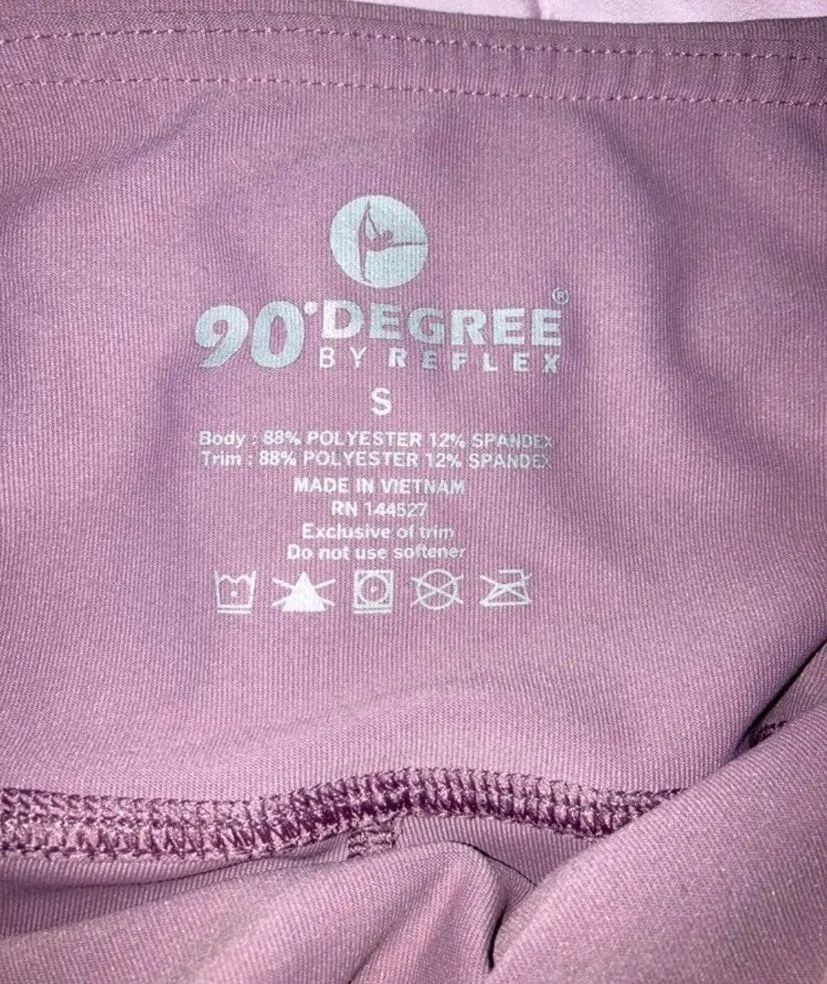 90°DEGREE®
BY REFLEX
S
Body : 88% POLYESTER 12% SPANDEX
Trim : 88% POLYESTER 12% SPANDEX
MADE IN VIETNAM
RN 144527
Exclusive of trim
Do not use softener